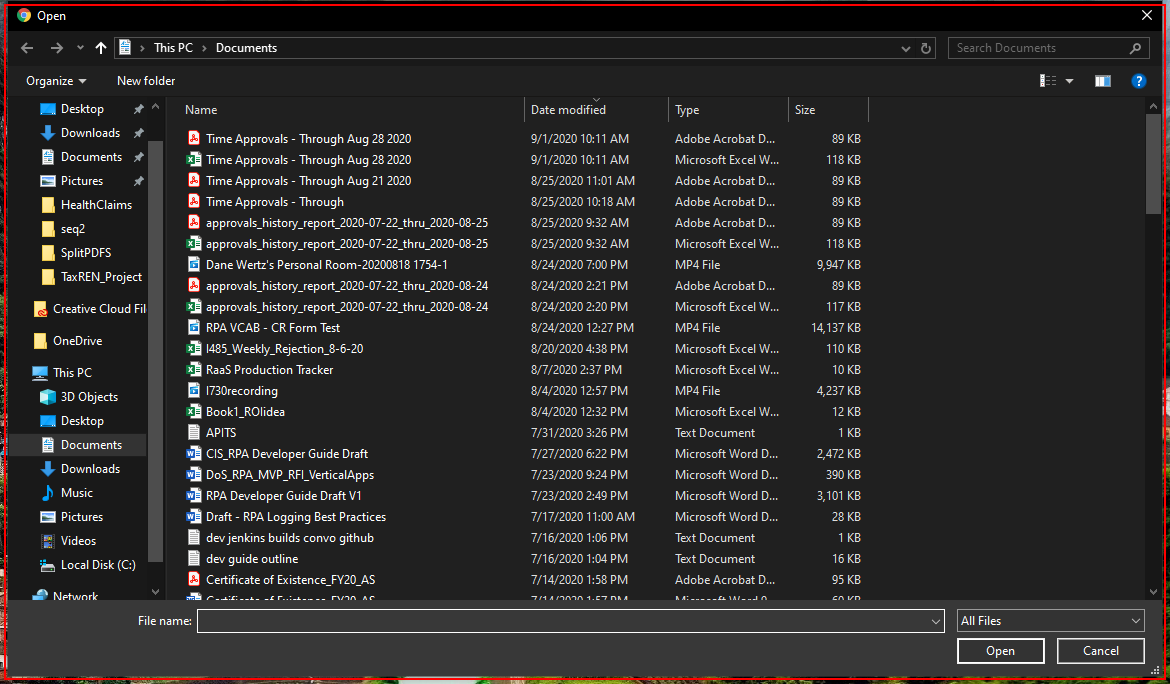 Open
This PC > Documents
Search Documents
Organize
New folder
Desktop
Downloads
Documents
Pictures
HealthClaims
seq2
SplitPDFS
TaxREN_Project
Creative Cloud Fil
OneDrive
This PC
3D Objects
Desktop
Documents
Downloads
Music
Pictures
Videos
Local Disk (C:)
Network
Name Date modified Type Size
Time Approvals - Through Aug 28 2020 9/1/2020 10:11 AM Adobe Acrobat D... 89 KB
Time Approvals - Through Aug 28 2020 9/1/2020 10:11 AM Microsoft Excel W... 118 KB
Time Approvals - Through Aug 21 2020 8/25/2020 11:01 AM Adobe Acrobat D... 89 KB
Time Approvals - Through 8/25/2020 10:18 AM Adobe Acrobat D... 89 KB
approvals_history_report_2020-07-22_thru_2020-08-25 8/25/2020 9:32 AM Adobe Acrobat D... 89 KB
approvals_history_report_2020-07-22_thru_2020-08-25 8/25/2020 9:32 AM Microsoft Excel W... 118 KB
Dane Wertz's Personal Room-20200818 1754-1 8/24/2020 7:00 PM MP4 File 9,947 KB
approvals_history_report_2020-07-22_thru_2020-08-24 8/24/2020 2:21 PM Adobe Acrobat D... 89 KB
approvals_history_report_2020-07-22_thru_2020-08-24 8/24/2020 2:20 PM Microsoft Excel W... 117 KB
RPA VCAB - CR Form Test 8/24/2020 12:27 PM MP4 File 14,137 KB
I485_Weekly_Rejection_8-6-20 8/20/2020 4:38 PM Microsoft Excel W... 110 KB
RaaS Production Tracker 8/7/2020 2:37 PM Microsoft Excel W... 10 KB
I730recording 8/4/2020 12:57 PM MP4 File 4,237 KB
Book1_ROIidea 8/4/2020 12:32 PM Microsoft Excel W... 12 KB
APITS 7/31/2020 3:26 PM Text Document 1 KB
CIS_RPA Developer Guide Draft 7/27/2020 6:22 PM Microsoft Word D... 2,472 KB
DoS_RPA_MVP_RFI_VerticalApps 7/23/2020 9:24 PM Microsoft Word D... 390 KB
RPA Developer Guide Draft V1 7/23/2020 2:49 PM Microsoft Word D... 3,101 KB
Draft - RPA Logging Best Practices 7/17/2020 11:00 AM Microsoft Word D... 28 KB
dev jenkins builds convo github 7/16/2020 1:06 PM Text Document 1 KB
dev guide outline 7/16/2020 1:04 PM Text Document 16 KB
Certificate of Existence_FY20_AS 7/14/2020 1:58 PM Adobe Acrobat D... 95 KB
Certificate of Existence_FY20_AS 7/14/2020 1:57 PM Microsoft Word
File name:
All Files
Open
Cancel